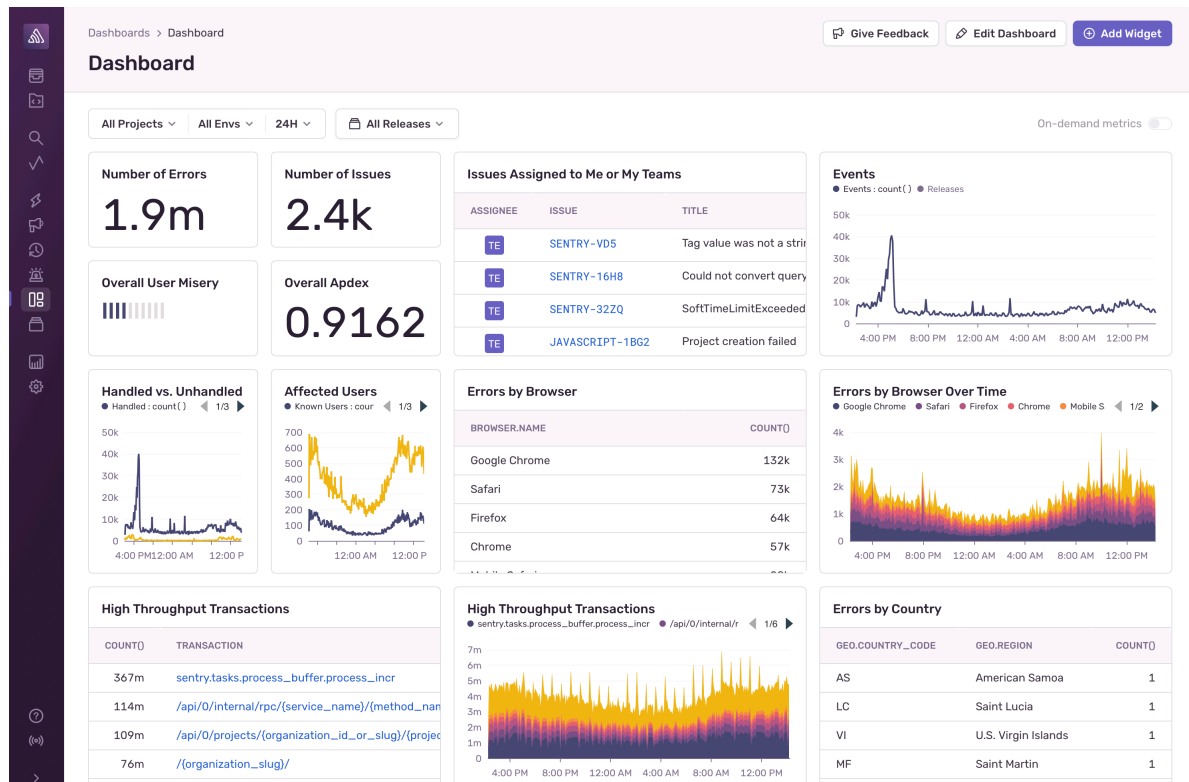 Dashboards > Dashboard
Give Feedback
Edit Dashboard
Add Widget
Dashboard
All Projects
All Envs
24H
All Releases
On-demand metrics
Number of Errors
1.9m
Number of Issues
2.4k
Overall User Misery
Overall Apdex
0.9162
Issues Assigned to Me or My Teams
ASSIGNEE ISSUE TITLE
TE SENTRY-VD5 Tag value was not a strin
TE SENTRY-16H8 Could not convert query
TE SENTRY-32ZQ SoftTimeLimitExceeded
TE JAVASCRIPT-1BG2 Project creation failed
Events
Events : count() Releases
50k
40k
30k
20k
10k
0
4:00 PM 8:00 PM 12:00 AM 4:00 AM 8:00 AM 12:00 PM
Handled vs. Unhandled
Handled : count() 1/3
50k
40k
30k
20k
10k
0
4:00 PM 12:00 AM 12:00 P
Affected Users
Known Users : cour 1/3
700
600
500
400
300
200
100
0
12:00 AM 12:00 P
Errors by Browser
BROWSER.NAME COUNT()
Google Chrome 132k
Safari 73k
Firefox 64k
Chrome 57k
Errors by Browser Over Time
Google Chrome Safari Firefox Chrome Mobile S 1/2
4k
3k
2k
1k
0
4:00 PM 8:00 PM 12:00 AM 4:00 AM 8:00 AM 12:00 PM
High Throughput Transactions
COUNT() TRANSACTION
367m sentry.tasks.process_buffer.process_incr
114m /api/0/internal/rpc/{service_name}/{method_nam
109m /api/0/projects/{organization_id_or_slug}/{projec
76m /{organization_slug}/
High Throughput Transactions
sentry.tasks.process_buffer.process_incr /api/0/internal/r 1/6
7m
6m
5m
4m
3m
2m
1m
0
4:00 PM 8:00 PM 12:00 AM 4:00 AM 8:00 AM 12:00 PM
Errors by Country
GEO.COUNTRY_CODE GEO.REGION COUNT()
AS American Samoa 1
LC Saint Lucia 1
VI U.S. Virgin Islands 1
MF Saint Martin 1